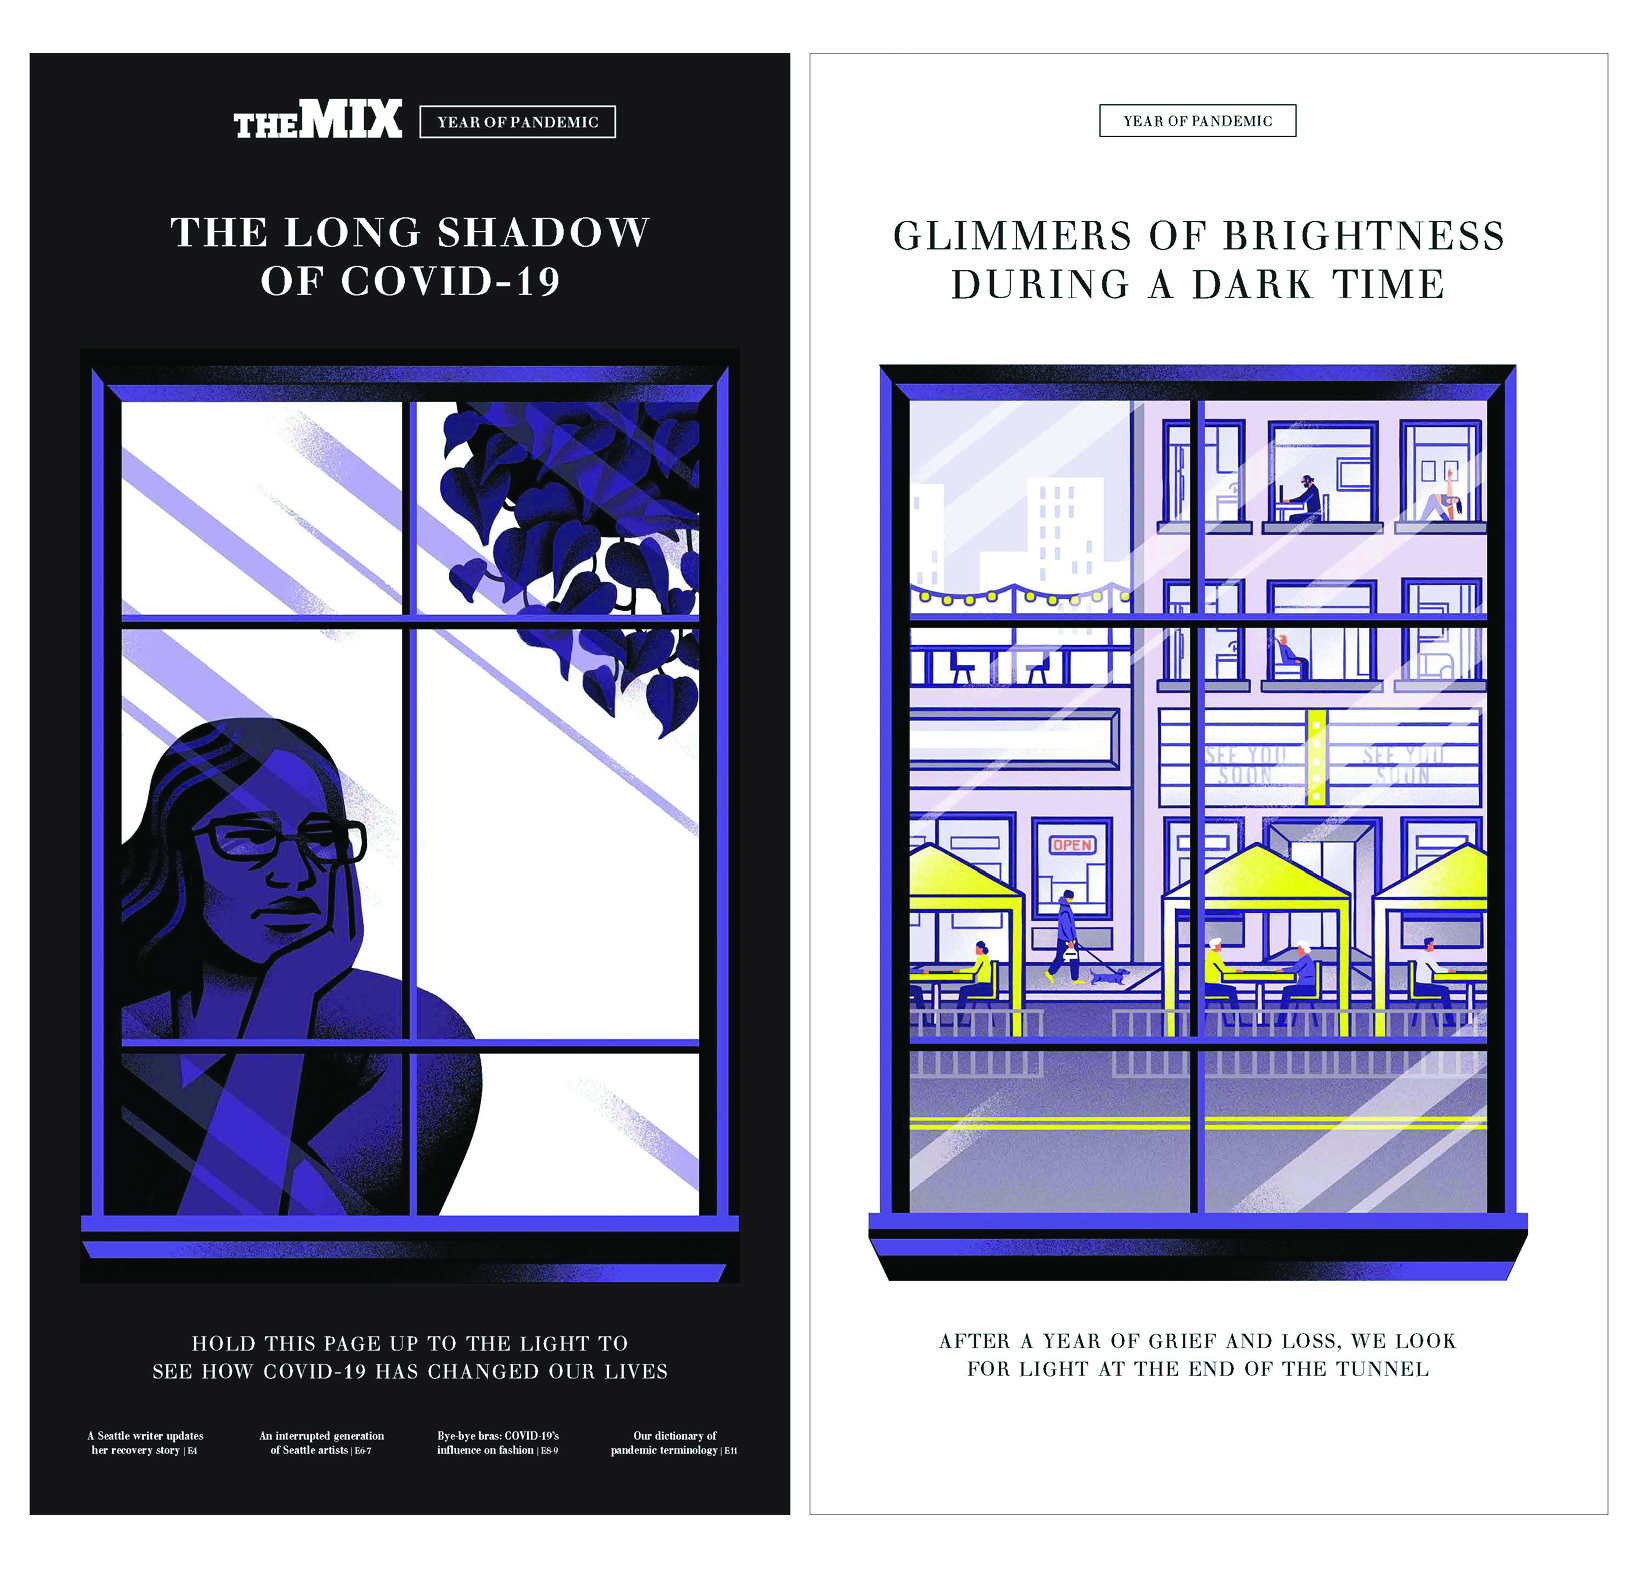 THE MIX
YEAR OF PANDEMIC
THE LONG SHADOW
OF COVID-19
HOLD THIS PAGE UP TO THE LIGHT TO
SEE HOW COVID-19 HAS CHANGED OUR LIVES
A Seattle writer updates
her recovery story | E4
An interrupted generation
of Seattle artists | E6-7
Bye-bye bras: COVID-19's
influence on fashion | E8-9
Our dictionary of
pandemic terminology | E11
YEAR OF PANDEMIC
GLIMMERS OF BRIGHTNESS
DURING A DARK TIME
SEE YOU
SOON
SEE YOU
SOON
OPEN
AFTER A YEAR OF GRIEF AND LOSS, WE LOOK
FOR LIGHT AT THE END OF THE TUNNEL